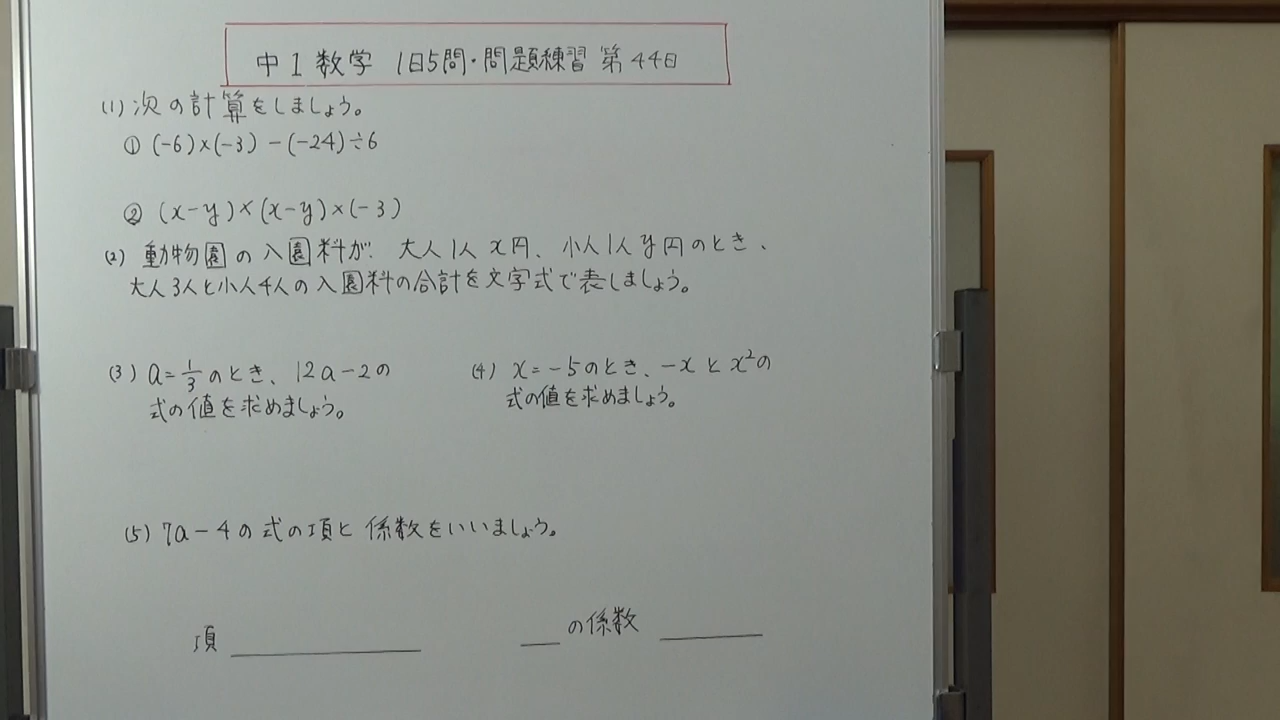 中1 数学 1日5問・問題練習 第44日
(1) 次の計算をしましょう。
① (-6)×(-3) -(-24)÷6
② (x-y)×(x-y)×(-3)
(2) 動物園の入園料が、大人1人 x円、小人1人 y円のとき、
大人3人と小人4人の入園料の合計を文字式で表しましょう。
(3) a=1/3 のとき、12a-2の
式の値を求めましょう。
(4) x=-5のとき、-x と x²の
式の値を求めましょう。
(5) 7a-4の式の項と係数をいいましょう。
項 ______ __の係数 ____